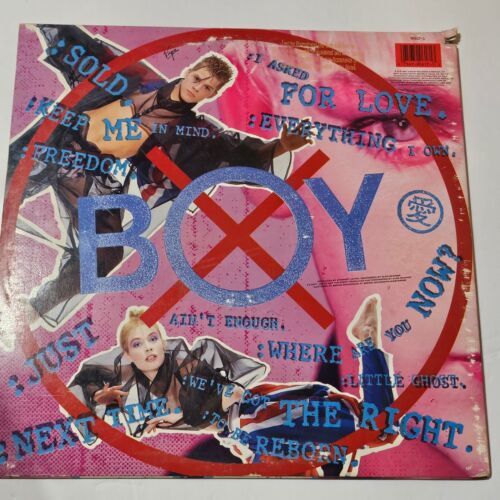 : SOLD.
: KEEP ME IN MIND.
: FREEDOM.
: I ASKED
FOR LOVE.
: EVERYTHING I OWN.
BOY
愛
: JUST
AIN'T ENOUGH.
: WHERE ARE YOU NOW?
: LITTLE GHOST.
: NEXT TIME.
: WE'VE GOT THE RIGHT.
: TO BE REBORN.